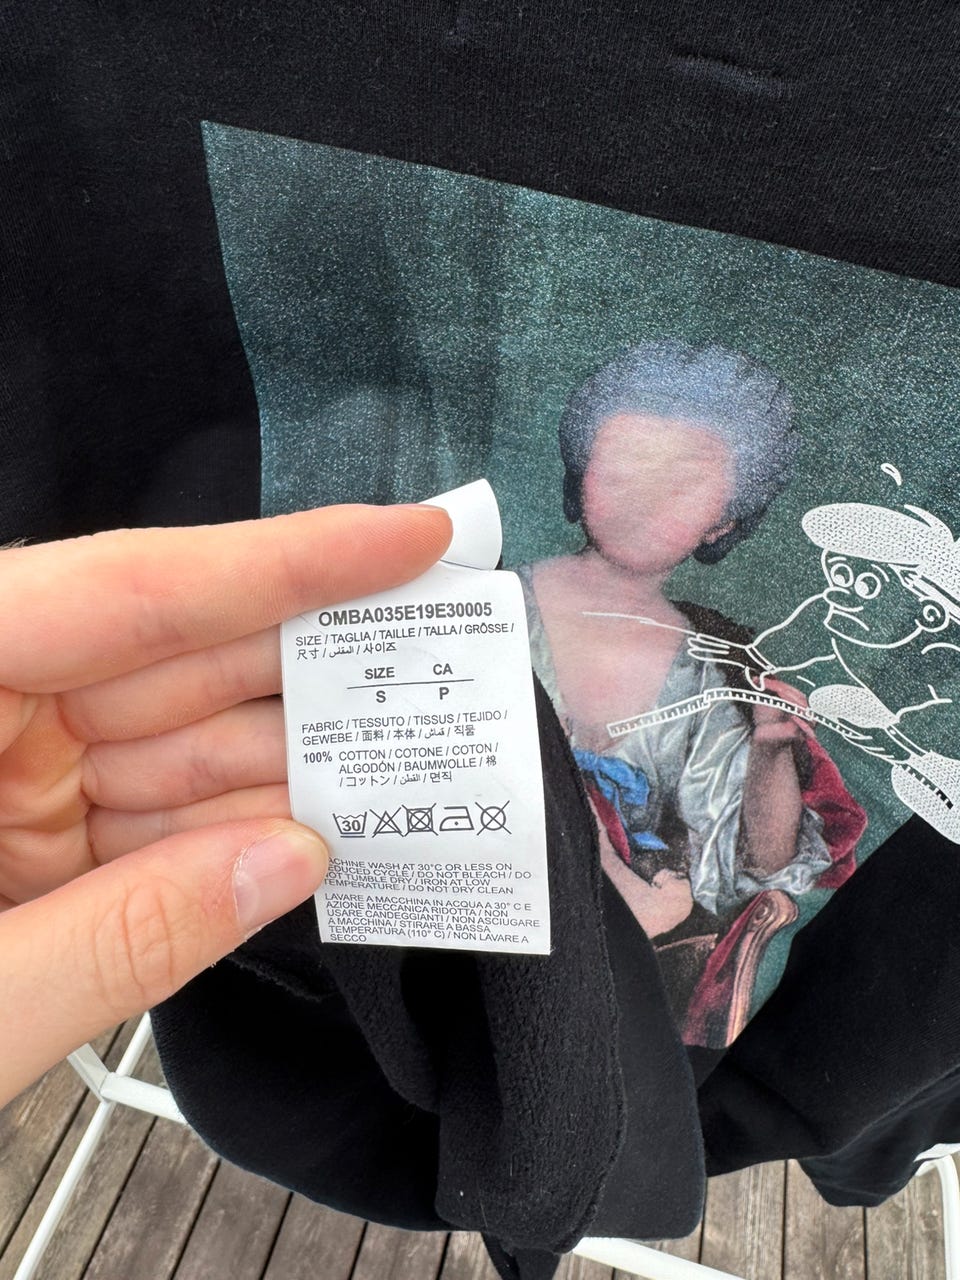 OMBA035E19E30005
SIZE / TAGLIA / TAILLE / TALLA / GRÖSSE /
尺寸 / المقاس / 사이즈
SIZE CA
S P
FABRIC / TESSUTO / TISSUS / TEJIDO /
GEWEBE / 面料 / 本体 / قماش / 직물
100% COTTON / COTONE / COTON /
ALGODÓN / BAUMWOLLE / 棉
/ コットン / القطن / 면직
30
ACHINE WASH AT 30°C OR LESS ON
EDUCED CYCLE / DO NOT BLEACH / DO
NOT TUMBLE DRY / IRON AT LOW
TEMPERATURE / DO NOT DRY CLEAN
LAVARE A MACCHINA IN ACQUA A 30° C E
AZIONE MECCANICA RIDOTTA / NON
USARE CANDEGGIANTI / NON ASCIUGARE
A MACCHINA / STIRARE A BASSA
TEMPERATURA (110° C) / NON LAVARE A
SECCO